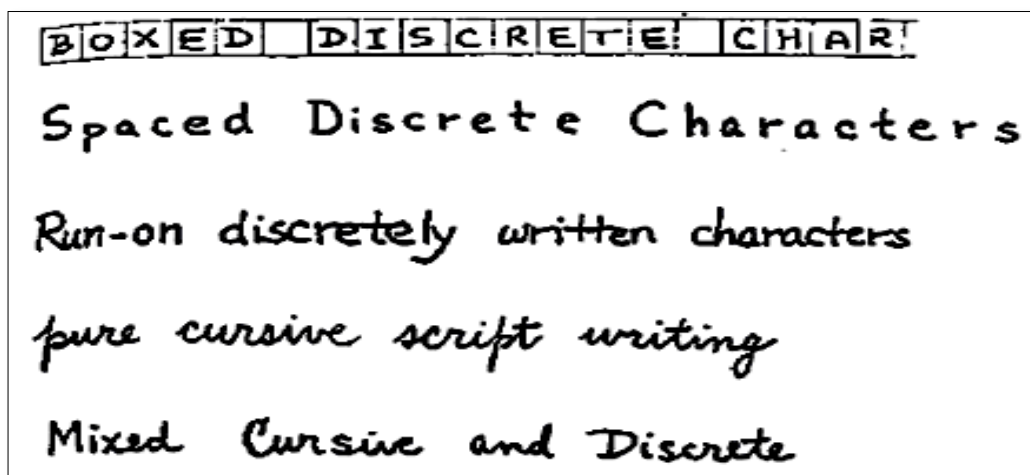 BOXED DISCRETE CHAR
Spaced Discrete Characters
Run-on discretely written characters
pure cursive script writing
Mixed Cursive and Discrete